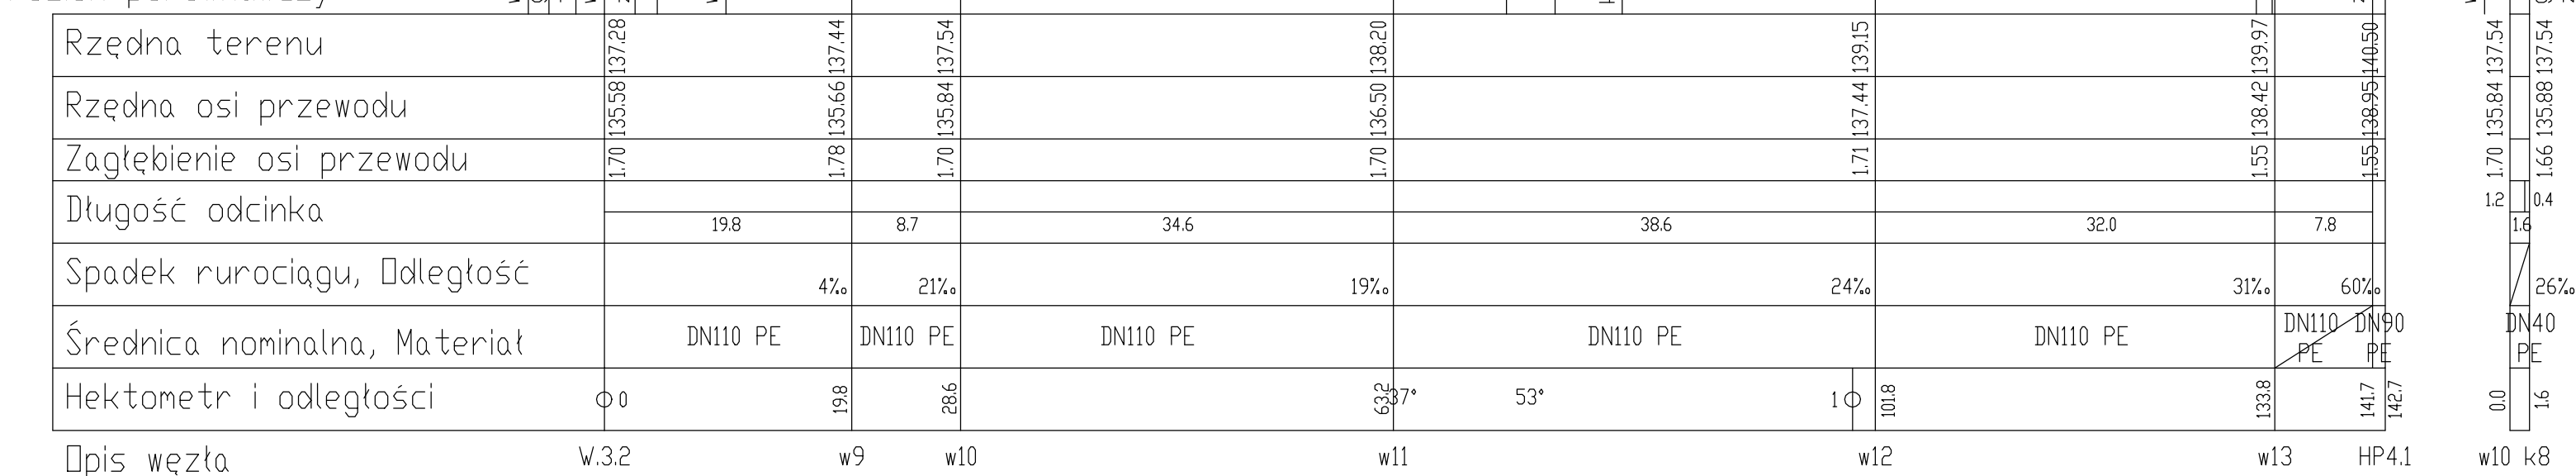 Rzędna terenu 137.28 137.44 137.54 138.20 139.15 139.97 140.50 137.54 137.54
Rzędna osi przewodu 135.58 135.66 135.84 136.50 137.44 138.42 138.95 135.84 135.88
Zagłębienie osi przewodu 1.70 1.78 1.70 1.70 1.71 1.55 1.55 1.70 1.66
Długość odcinka 1.2 0.4
19.8 8.7 34.6 38.6 32.0 7.8 1.6
Spadek rurociągu, Odległość 4‰ 21‰ 19‰ 24‰ 31‰ 60‰ 26‰
Średnica nominalna, Materiał DN110 PE DN110 PE DN110 PE DN110 PE DN110 PE DN110 DN90 DN40
PE PE PE
Hektometr i odległości 0 19.8 28.6 63.2 37° 53° 1 101.8 133.8 141.7 142.7 0.0 1.6
Opis węzła W.3.2 w9 w10 w11 w12 w13 HP4.1 w10 k8